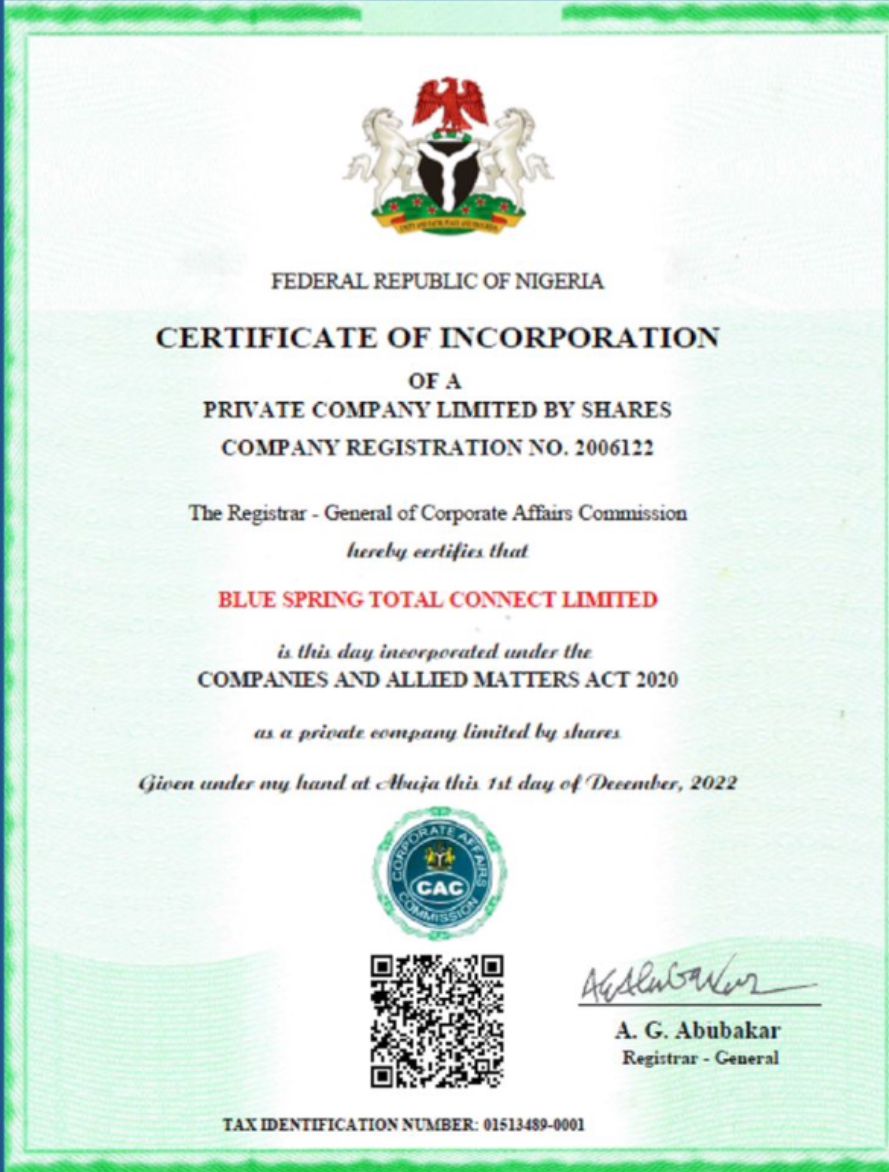 FEDERAL REPUBLIC OF NIGERIA
CERTIFICATE OF INCORPORATION
OF A
PRIVATE COMPANY LIMITED BY SHARES
COMPANY REGISTRATION NO. 2006122
The Registrar - General of Corporate Affairs Commission
hereby certifies that
BLUE SPRING TOTAL CONNECT LIMITED
is this day incorporated under the
COMPANIES AND ALLIED MATTERS ACT 2020
as a private company limited by shares
Given under my hand at Abuja this 1st day of December, 2022
CORPORATE AFFAIRS
CAC
COMMISSION
A. G. Abubakar
Registrar - General
TAX IDENTIFICATION NUMBER: 01513489-0001